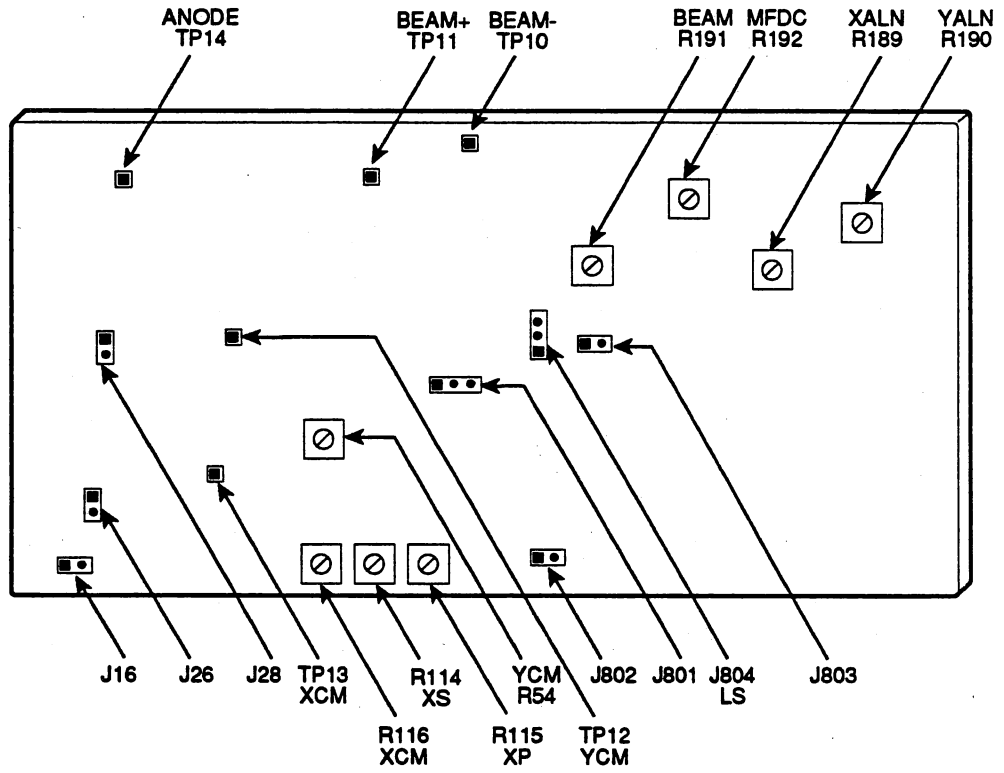 ANODE
TP14
BEAM+
TP11
BEAM-
TP10
BEAM
R191
MFDC
R192
XALN
R189
YALN
R190
J16
J26
J28
TP13
XCM
R114
XS
YCM
R54
J802
J801
J804
LS
J803
R116
XCM
R115
XP
TP12
YCM